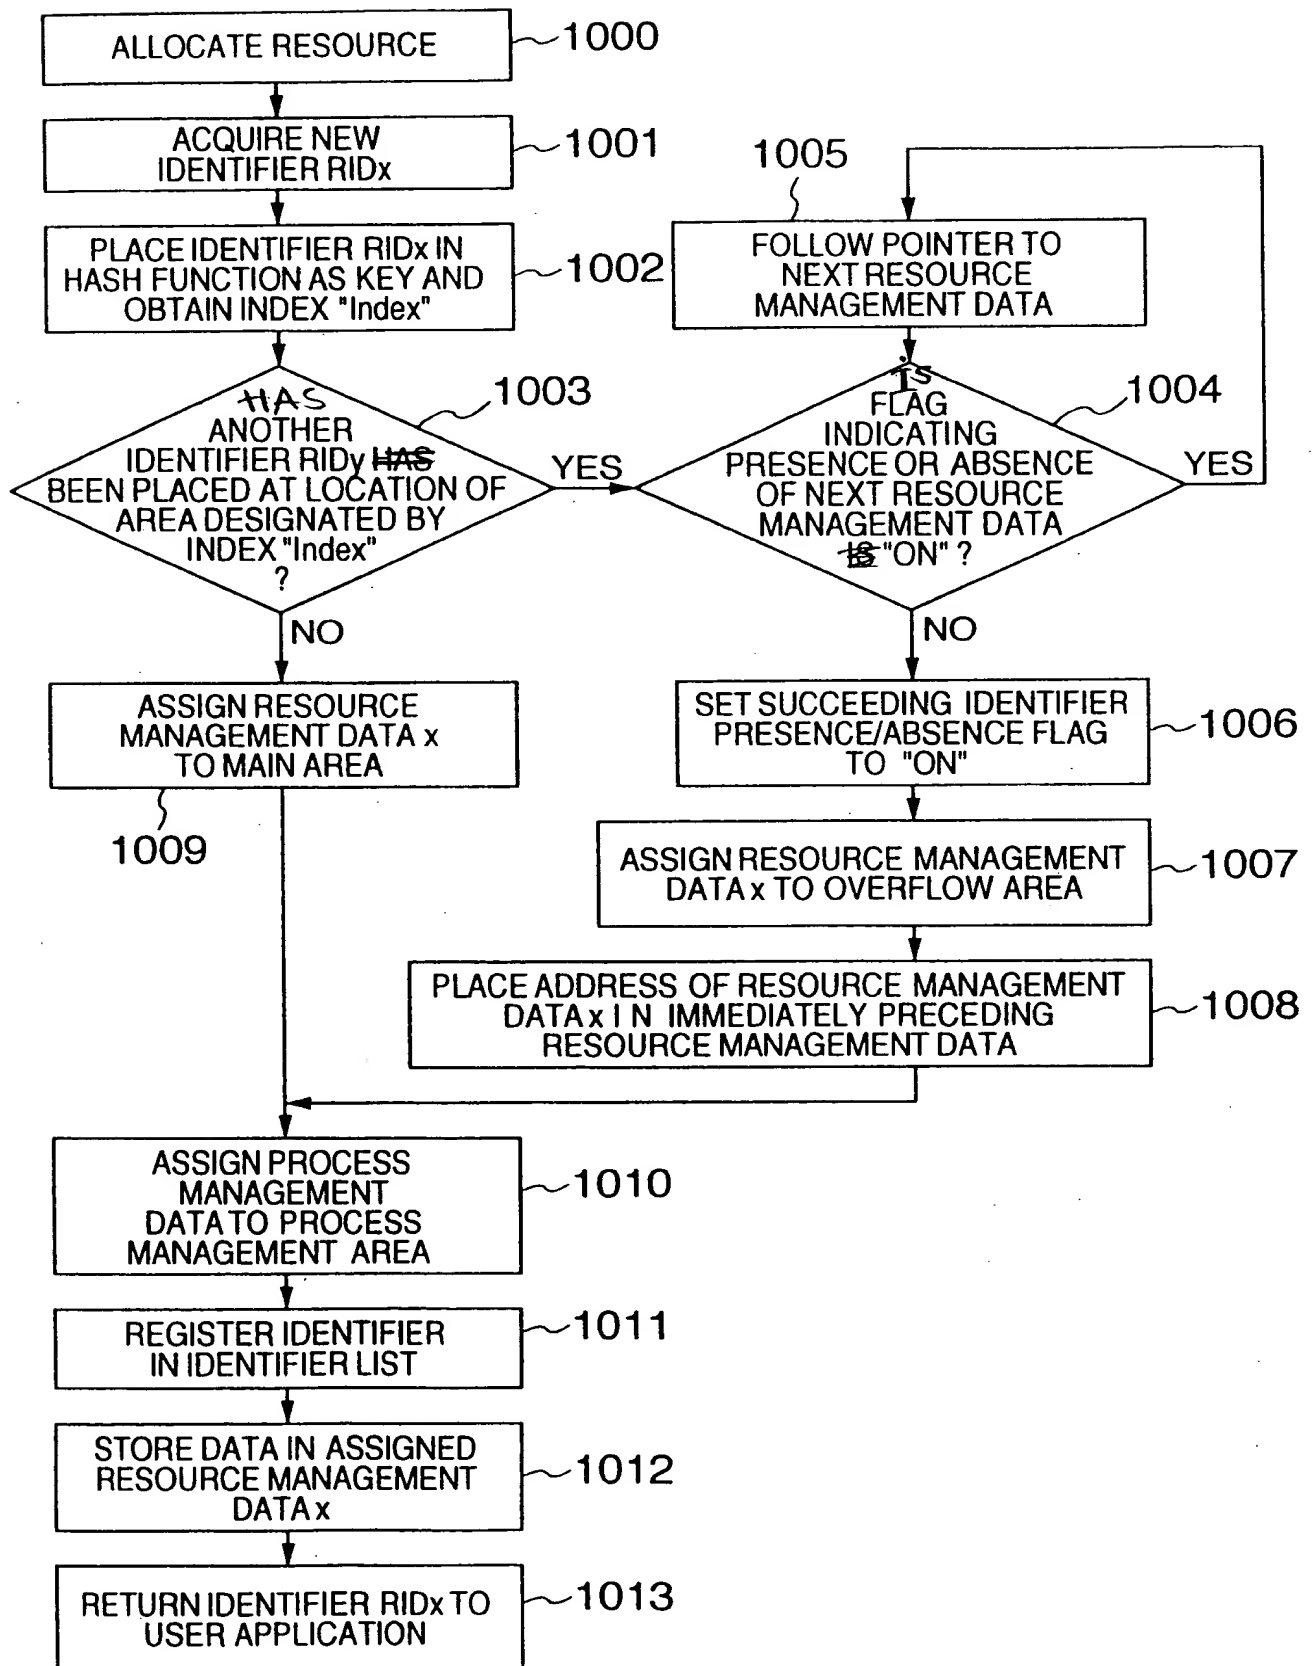 ALLOCATE RESOURCE
1000
ACQUIRE NEW
IDENTIFIER RIDx
1001
PLACE IDENTIFIER RIDx IN
HASH FUNCTION AS KEY AND
OBTAIN INDEX "Index"
1002
HAS
ANOTHER
IDENTIFIER RIDy HAS
BEEN PLACED AT LOCATION OF
AREA DESIGNATED BY
INDEX "Index"
?
1003
YES
NO
1005
FOLLOW POINTER TO
NEXT RESOURCE
MANAGEMENT DATA
IS
FLAG
INDICATING
PRESENCE OR ABSENCE
OF NEXT RESOURCE
MANAGEMENT DATA
IS "ON" ?
1004
YES
NO
ASSIGN RESOURCE
MANAGEMENT DATA x
TO MAIN AREA
1009
SET SUCCEEDING IDENTIFIER
PRESENCE/ABSENCE FLAG
TO "ON"
1006
ASSIGN RESOURCE MANAGEMENT
DATA x TO OVERFLOW AREA
1007
PLACE ADDRESS OF RESOURCE MANAGEMENT
DATA x I N IMMEDIATELY PRECEDING
RESOURCE MANAGEMENT DATA
1008
ASSIGN PROCESS
MANAGEMENT
DATA TO PROCESS
MANAGEMENT AREA
1010
REGISTER IDENTIFIER
IN IDENTIFIER LIST
1011
STORE DATA IN ASSIGNED
RESOURCE MANAGEMENT
DATA x
1012
RETURN IDENTIFIER RIDx TO
USER APPLICATION
1013